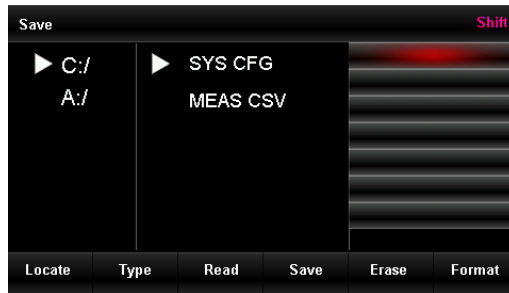 Save Shift
C:/ SYS CFG
A:/ MEAS CSV
Locate Type Read Save Erase Format